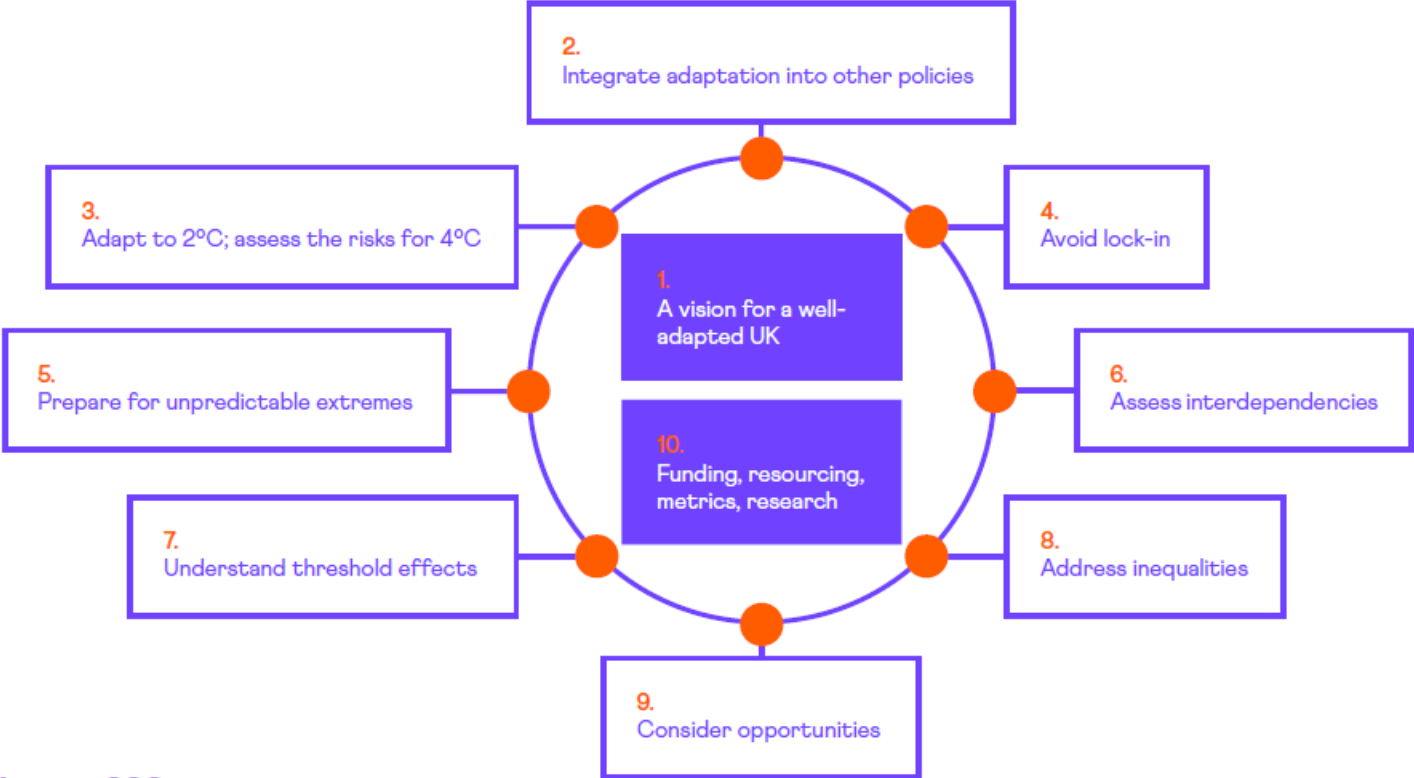 2.
Integrate adaptation into other policies
3.
Adapt to 2ºC; assess the risks for 4ºC
4.
Avoid lock-in
1.
A vision for a well-
adapted UK
5.
Prepare for unpredictable extremes
6.
Assess interdependencies
10.
Funding, resourcing,
metrics, research
7.
Understand threshold effects
8.
Address inequalities
9.
Consider opportunities